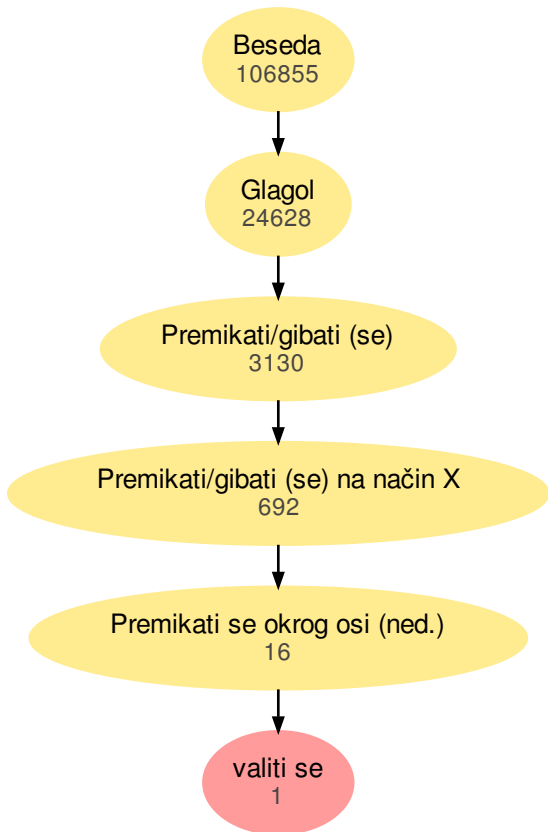 Beseda
106855
Glagol
24628
Premikati/gibati (se)
3130
Premikati/gibati (se) na način X
692
Premikati se okrog osi (ned.)
16
valiti se
1